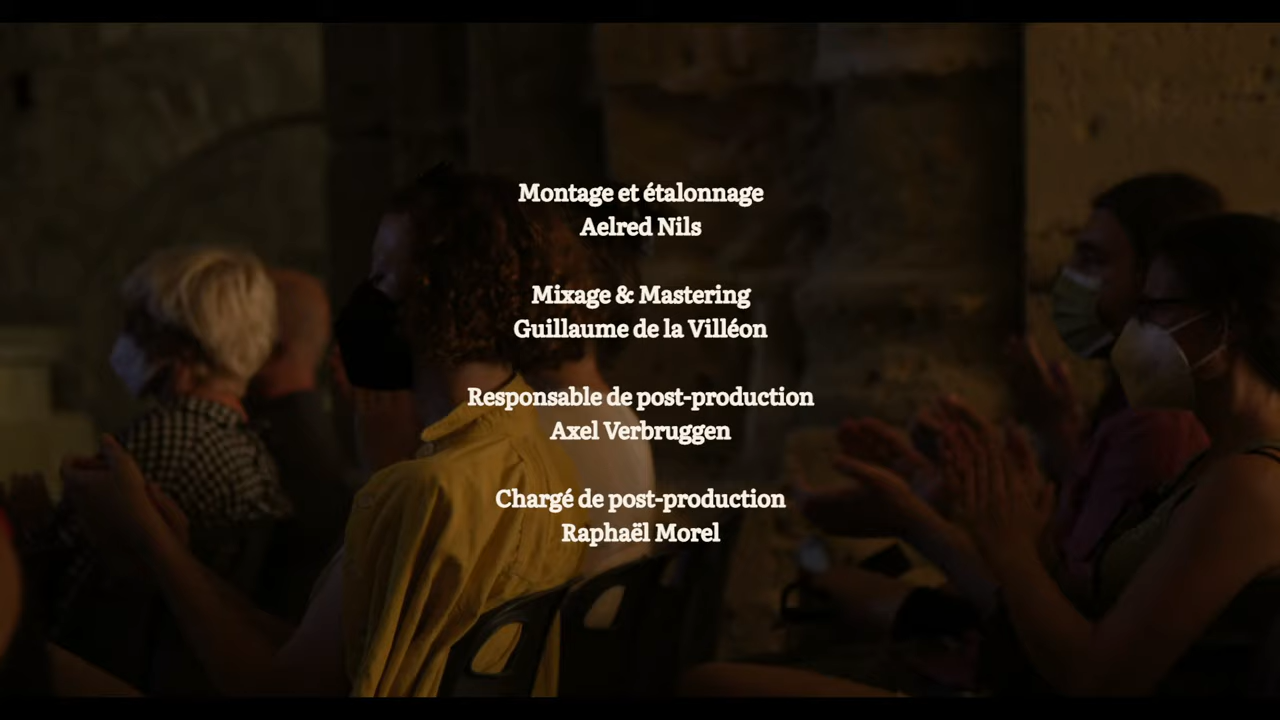 Montage et étalonnage
Aelred Nils
Mixage & Mastering
Guillaume de la Villéon
Responsable de post-production
Axel Verbruggen
Chargé de post-production
Raphaël Morel